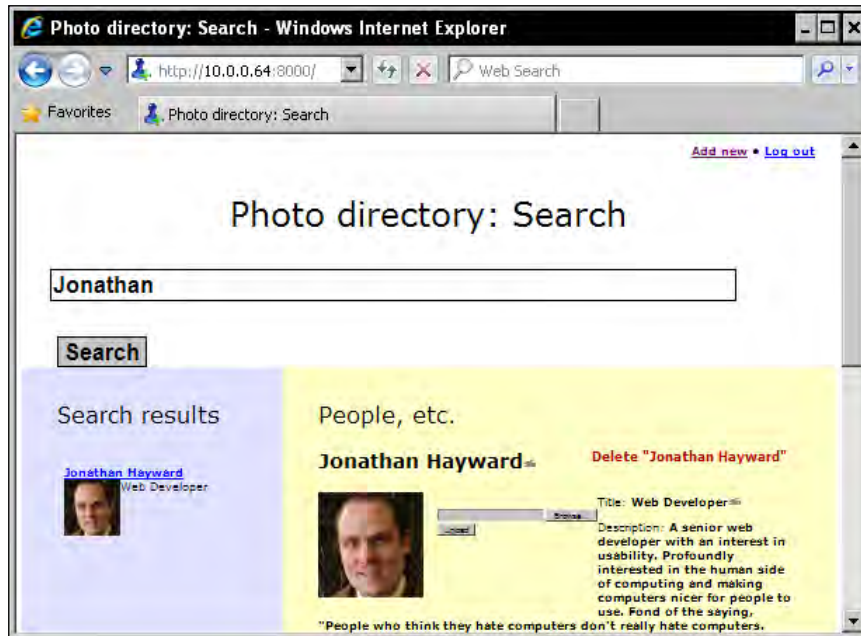 Photo directory: Search - Windows Internet Explorer
http://10.0.0.64:8000/
Web Search
Favorites
Photo directory: Search
Add new • Log out
Photo directory: Search
Jonathan
Search
Search results
Jonathan Hayward
Web Developer
People, etc.
Jonathan Hayward
Delete "Jonathan Hayward"
Browse...
Upload
Title: Web Developer
Description: A senior web
developer with an interest in
usability. Profoundly
interested in the human side
of computing and making
computers nicer for people to
use. Fond of the saying,
"People who think they hate computers don't really hate computers.